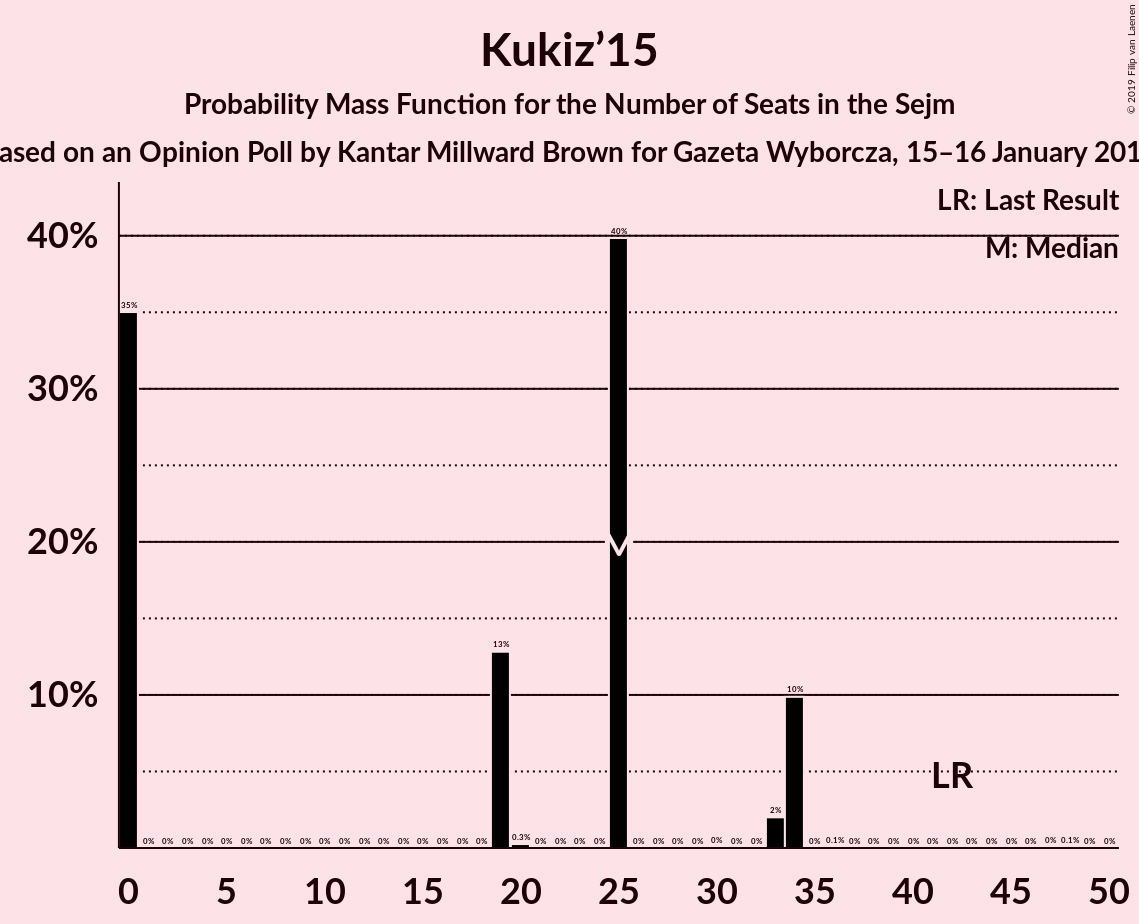 Kukiz’15
Probability Mass Function for the Number of Seats in the Sejm
ased on an Opinion Poll by Kantar Millward Brown for Gazeta Wyborcza, 15–16 January 201
© 2019 Filip van Laenen
LR: Last Result
M: Median
40%
30%
20%
10%
35% 0% 0% 0% 0% 0% 0% 0% 0% 0% 0% 0% 0% 0% 0% 0% 0% 0% 0% 13% 0.3% 0% 0% 0% 0% 40% 0% 0% 0% 0% 0% 0% 0% 2% 10% 0% 0.1% 0% 0% 0% 0% 0% 0% 0% 0% 0% 0% 0% 0.1% 0% 0%
M
LR
0 5 10 15 20 25 30 35 40 45 50